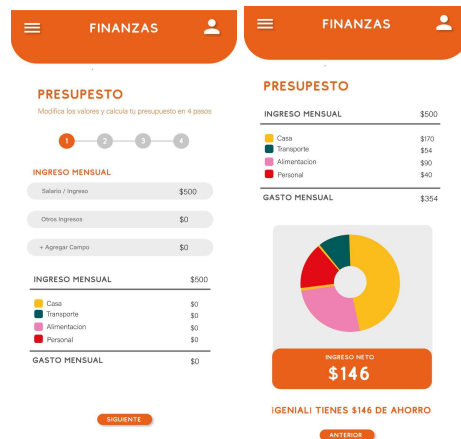 FINANZAS
PRESUPESTO
Modifica los valores y calcula tu presupuesto en 4 pasos
1 2 3 4
INGRESO MENSUAL
Salario / Ingreso $500
Otros ingresos $0
+ Agregar Campo $0
INGRESO MENSUAL $500
Casa $0
Transporte $0
Alimentacion $0
Personal $0
GASTO MENSUAL $0
SIGUIENTE
FINANZAS
PRESUPESTO
INGRESO MENSUAL $500
Casa $170
Transporte $54
Alimentacion $90
Personal $40
GASTO MENSUAL $354
INGRESO NETO
$146
¡GENIAL! TIENES $146 DE AHORRO
ANTERIOR